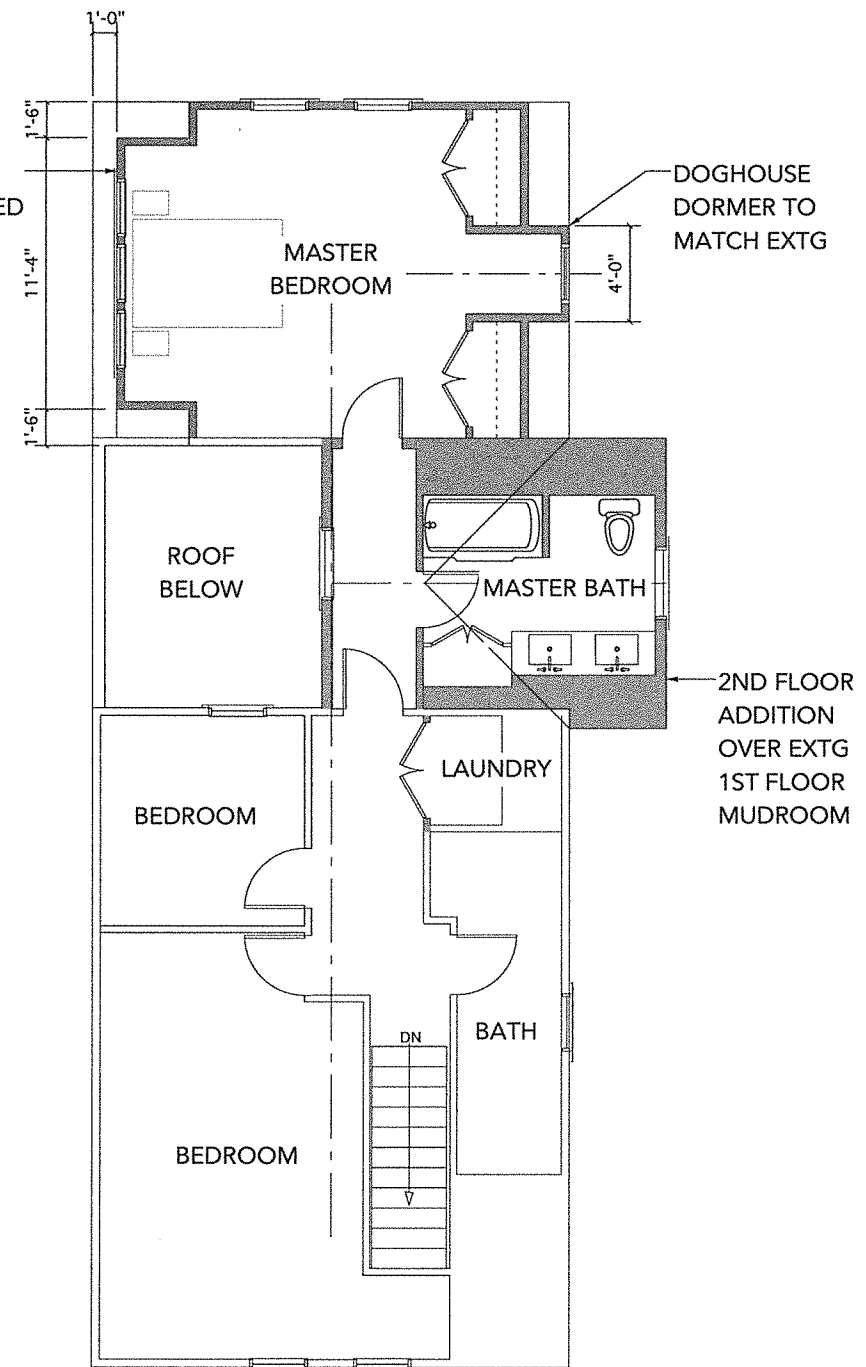 1'-0"
1'-6"
ED
11'-4"
1'-6"
MASTER
BEDROOM
4'-0"
DOGHOUSE
DORMER TO
MATCH EXTG
ROOF
BELOW
MASTER BATH
2ND FLOOR
ADDITION
OVER EXTG
1ST FLOOR
MUDROOM
BEDROOM
LAUNDRY
BATH
DN
BEDROOM